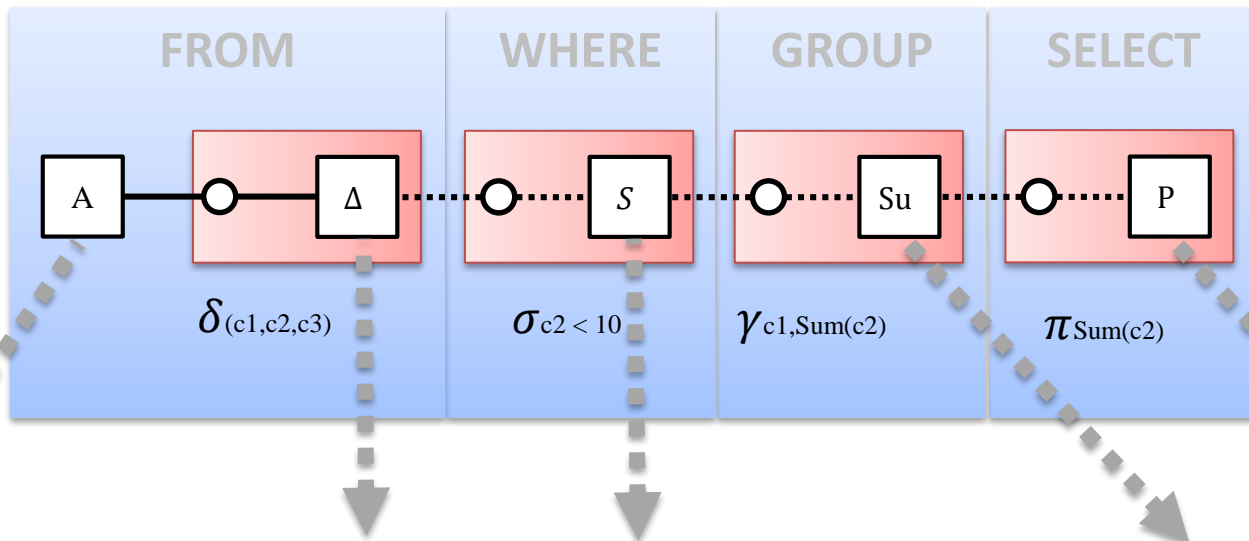 FROM WHERE GROUP SELECT
A Δ S Su P
δ(c1,c2,c3) σc2 < 10 γc1,Sum(c2) πSum(c2)